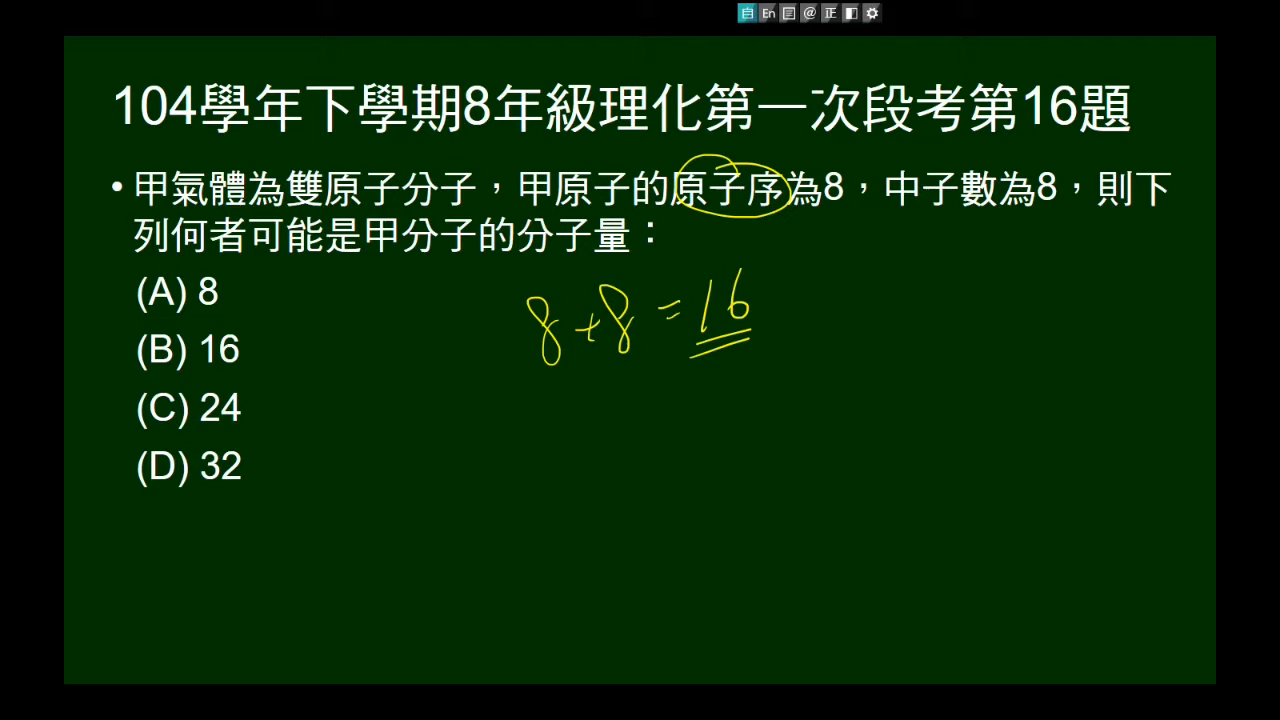 En @ 正
104學年下學期8年級理化第一次段考第16題
• 甲氣體為雙原子分子，甲原子的原子序為8，中子數為8，則下
列何者可能是甲分子的分子量：
(A) 8
8+8=16
(B) 16
(C) 24
(D) 32